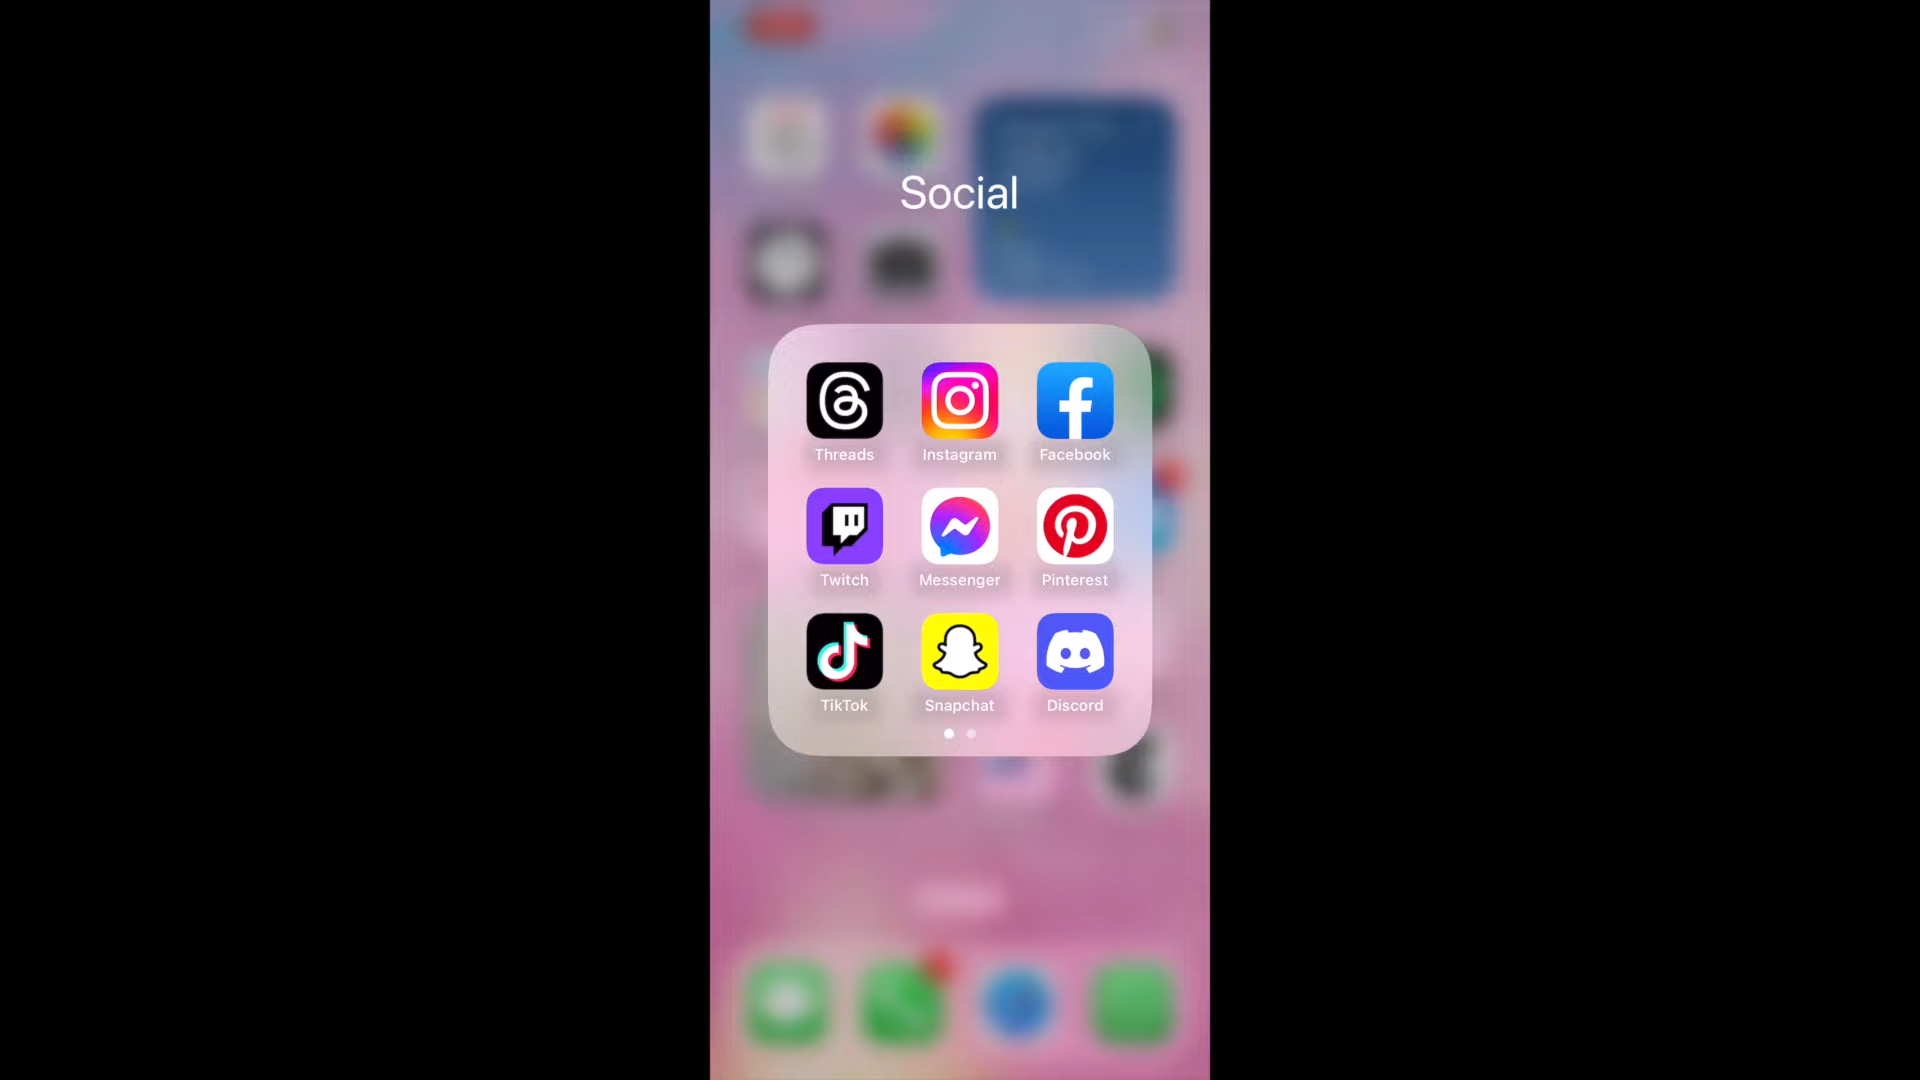 Social
Threads Instagram Facebook
Twitch Messenger Pinterest
TikTok Snapchat Discord